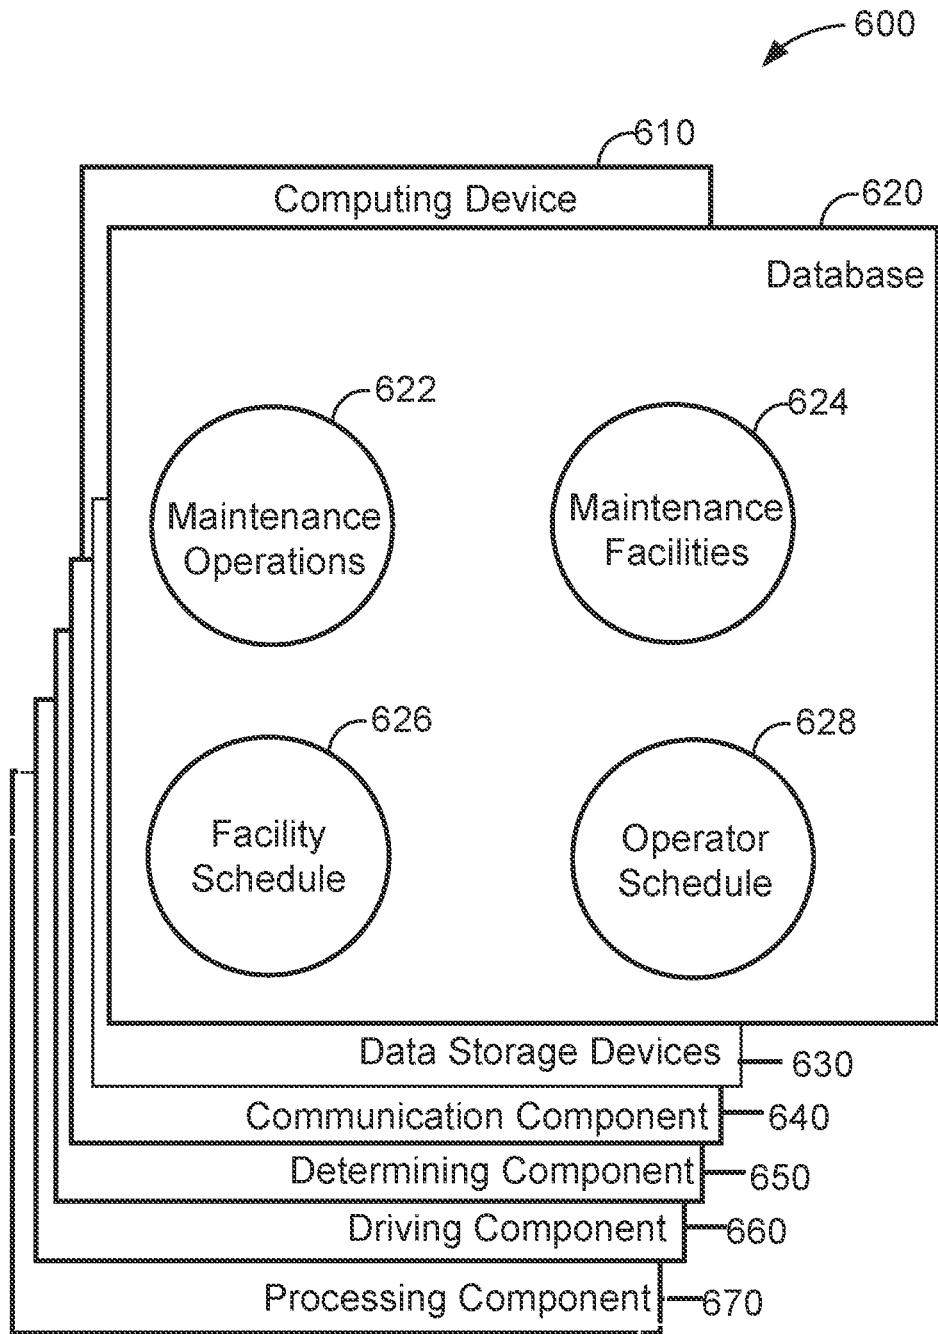 600
610
Computing Device
620
Database
622
Maintenance
Operations
624
Maintenance
Facilities
626
Facility
Schedule
628
Operator
Schedule
Data Storage Devices
630
Communication Component
640
Determining Component
650
Driving Component
660
Processing Component
670